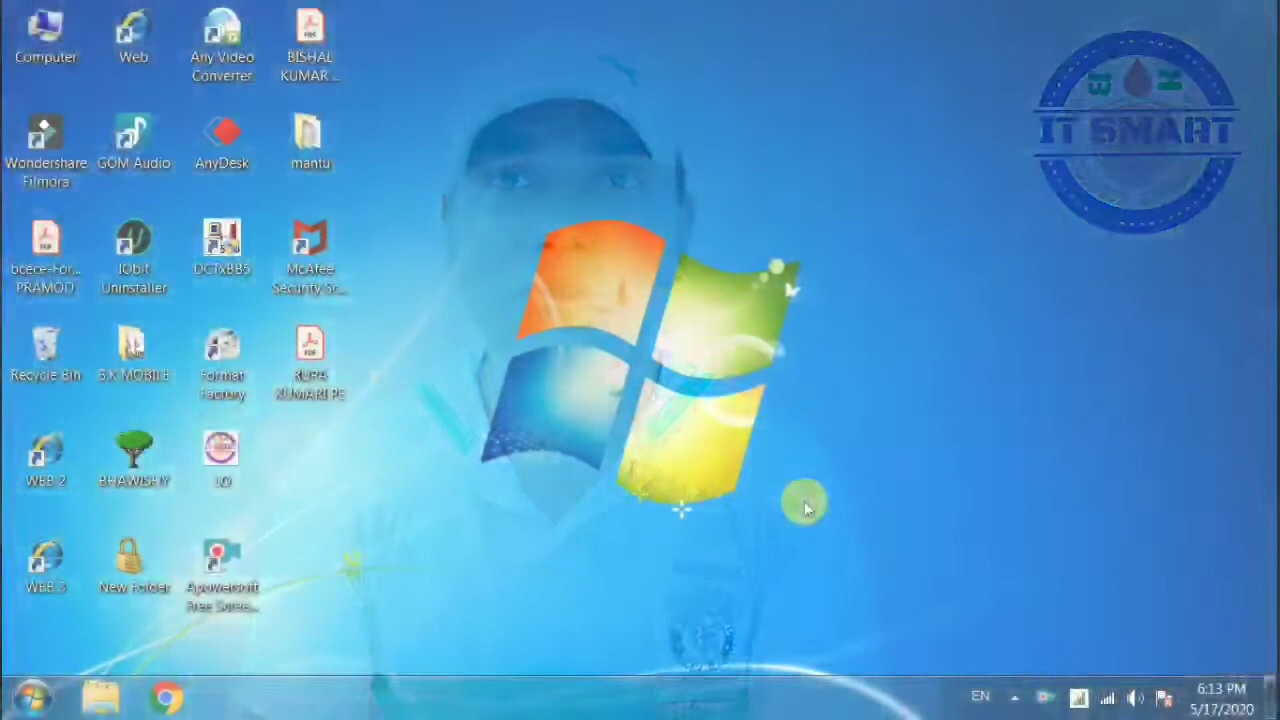 Computer
Web
Any Video
Converter
BISHAL
KUMAR ...
Wondershare
Filmora
GOM Audio
AnyDesk
mantu
bcece-For...
PRAMOD
IObit
Uninstaller
DCTxBB5
McAfee
Security Sc...
Recycle Bin
S.K MOBILE
Format
Factory
RUPA
KUMARI PE
WEB 2
BHAWISHY
LO
WEB 3
New Folder
Apowersoft
Free Scree...
IT SMART
EN
6:13 PM
5/17/2020